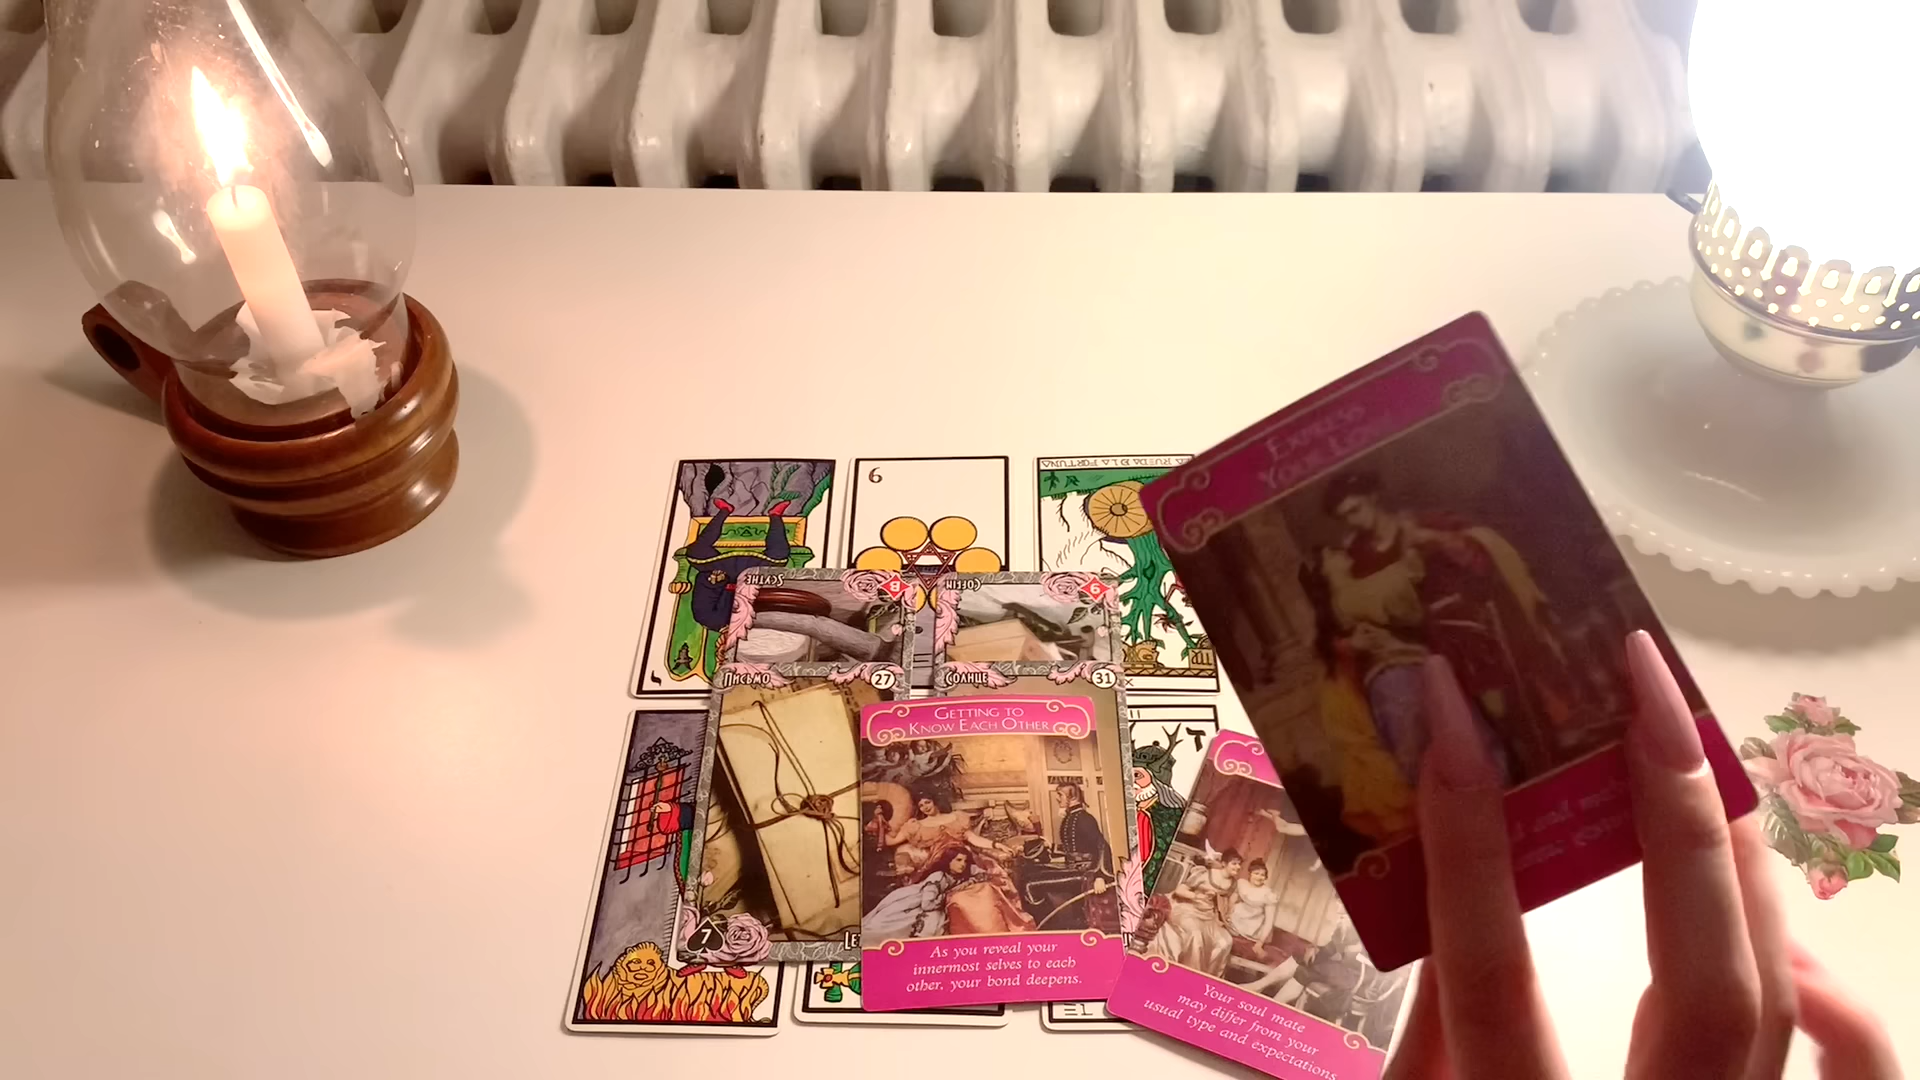 6
LA RUEDA DE LA FORTUNA
EXPRESS
YOUR LOVE
SCYTHE
B
COFFIN
9
X
ПИСЬМО
27
СОЛНЦЕ
31
7
GETTING TO
KNOW EACH OTHER
As you reveal your
innermost selves to each
other, your bond deepens.
Your soul mate
may differ from your
usual type and expectations